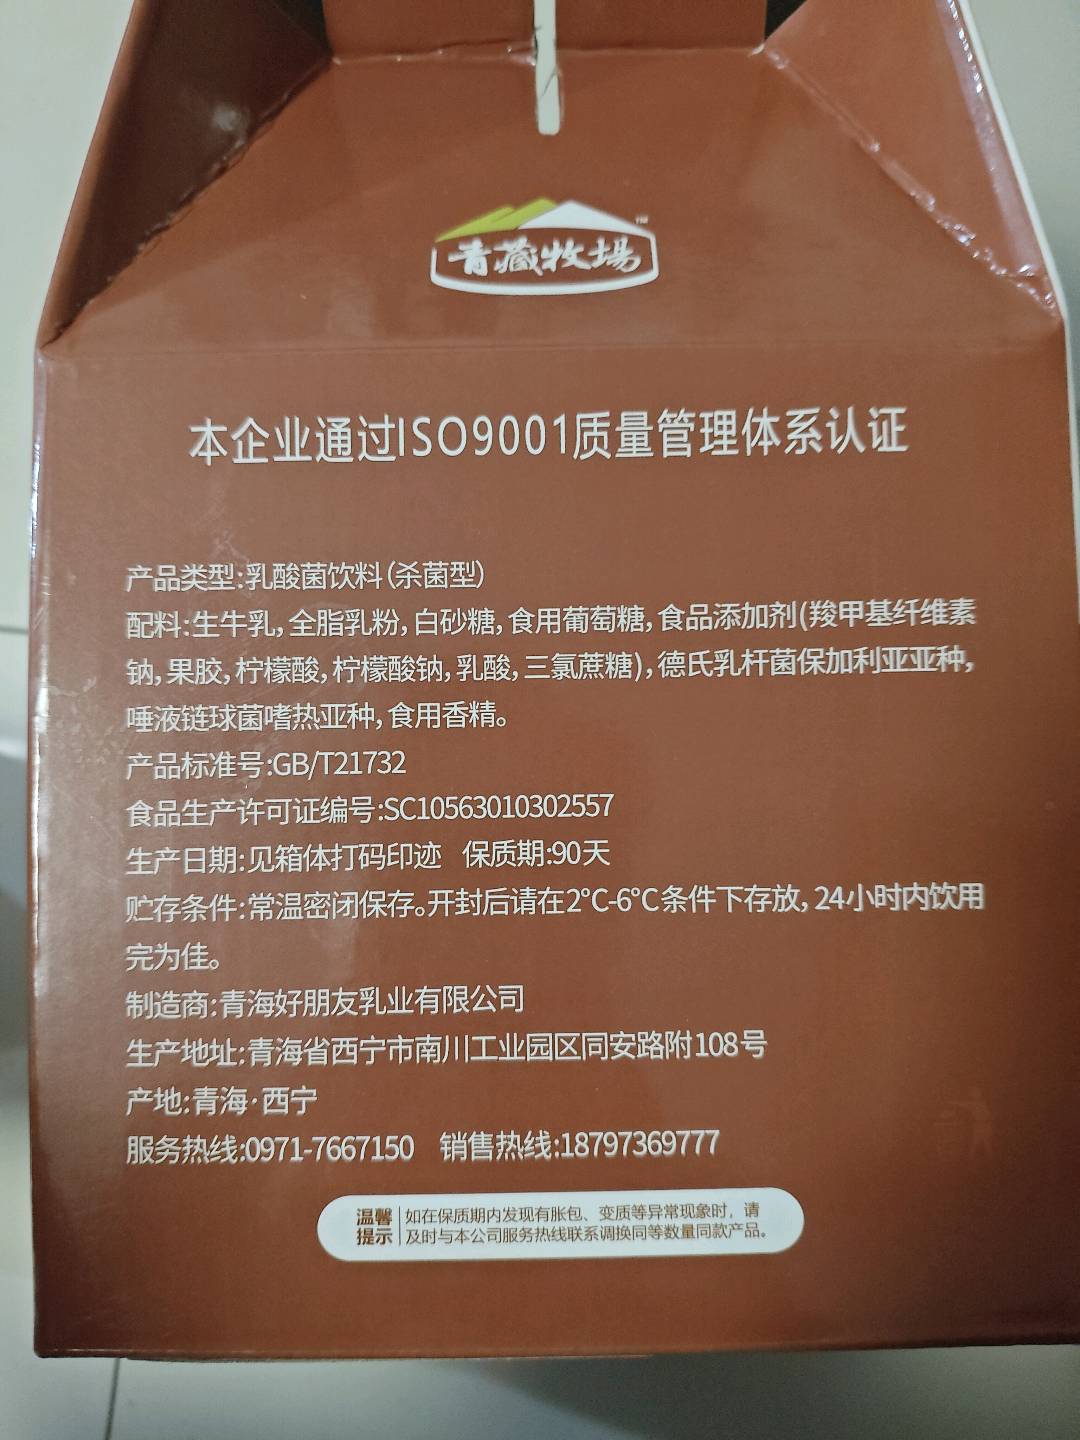 青藏牧場
TM
本企业通过ISO9001质量管理体系认证
产品类型:乳酸菌饮料(杀菌型)
配料:生牛乳,全脂乳粉,白砂糖,食用葡萄糖,食品添加剂(羧甲基纤维素
钠,果胶,柠檬酸,柠檬酸钠,乳酸,三氯蔗糖),德氏乳杆菌保加利亚亚种,
唾液链球菌嗜热亚种,食用香精。
产品标准号:GB/T21732
食品生产许可证编号:SC10563010302557
生产日期:见箱体打码印迹 保质期:90天
贮存条件:常温密闭保存。开封后请在2°C-6°C条件下存放,24小时内饮用
完为佳。
制造商:青海好朋友乳业有限公司
生产地址:青海省西宁市南川工业园区同安路附108号
产地:青海·西宁
服务热线:0971-7667150 销售热线:18797369777
温馨
提示
如在保质期内发现有胀包、变质等异常现象时,请
及时与本公司服务热线联系调换同等数量同款产品。